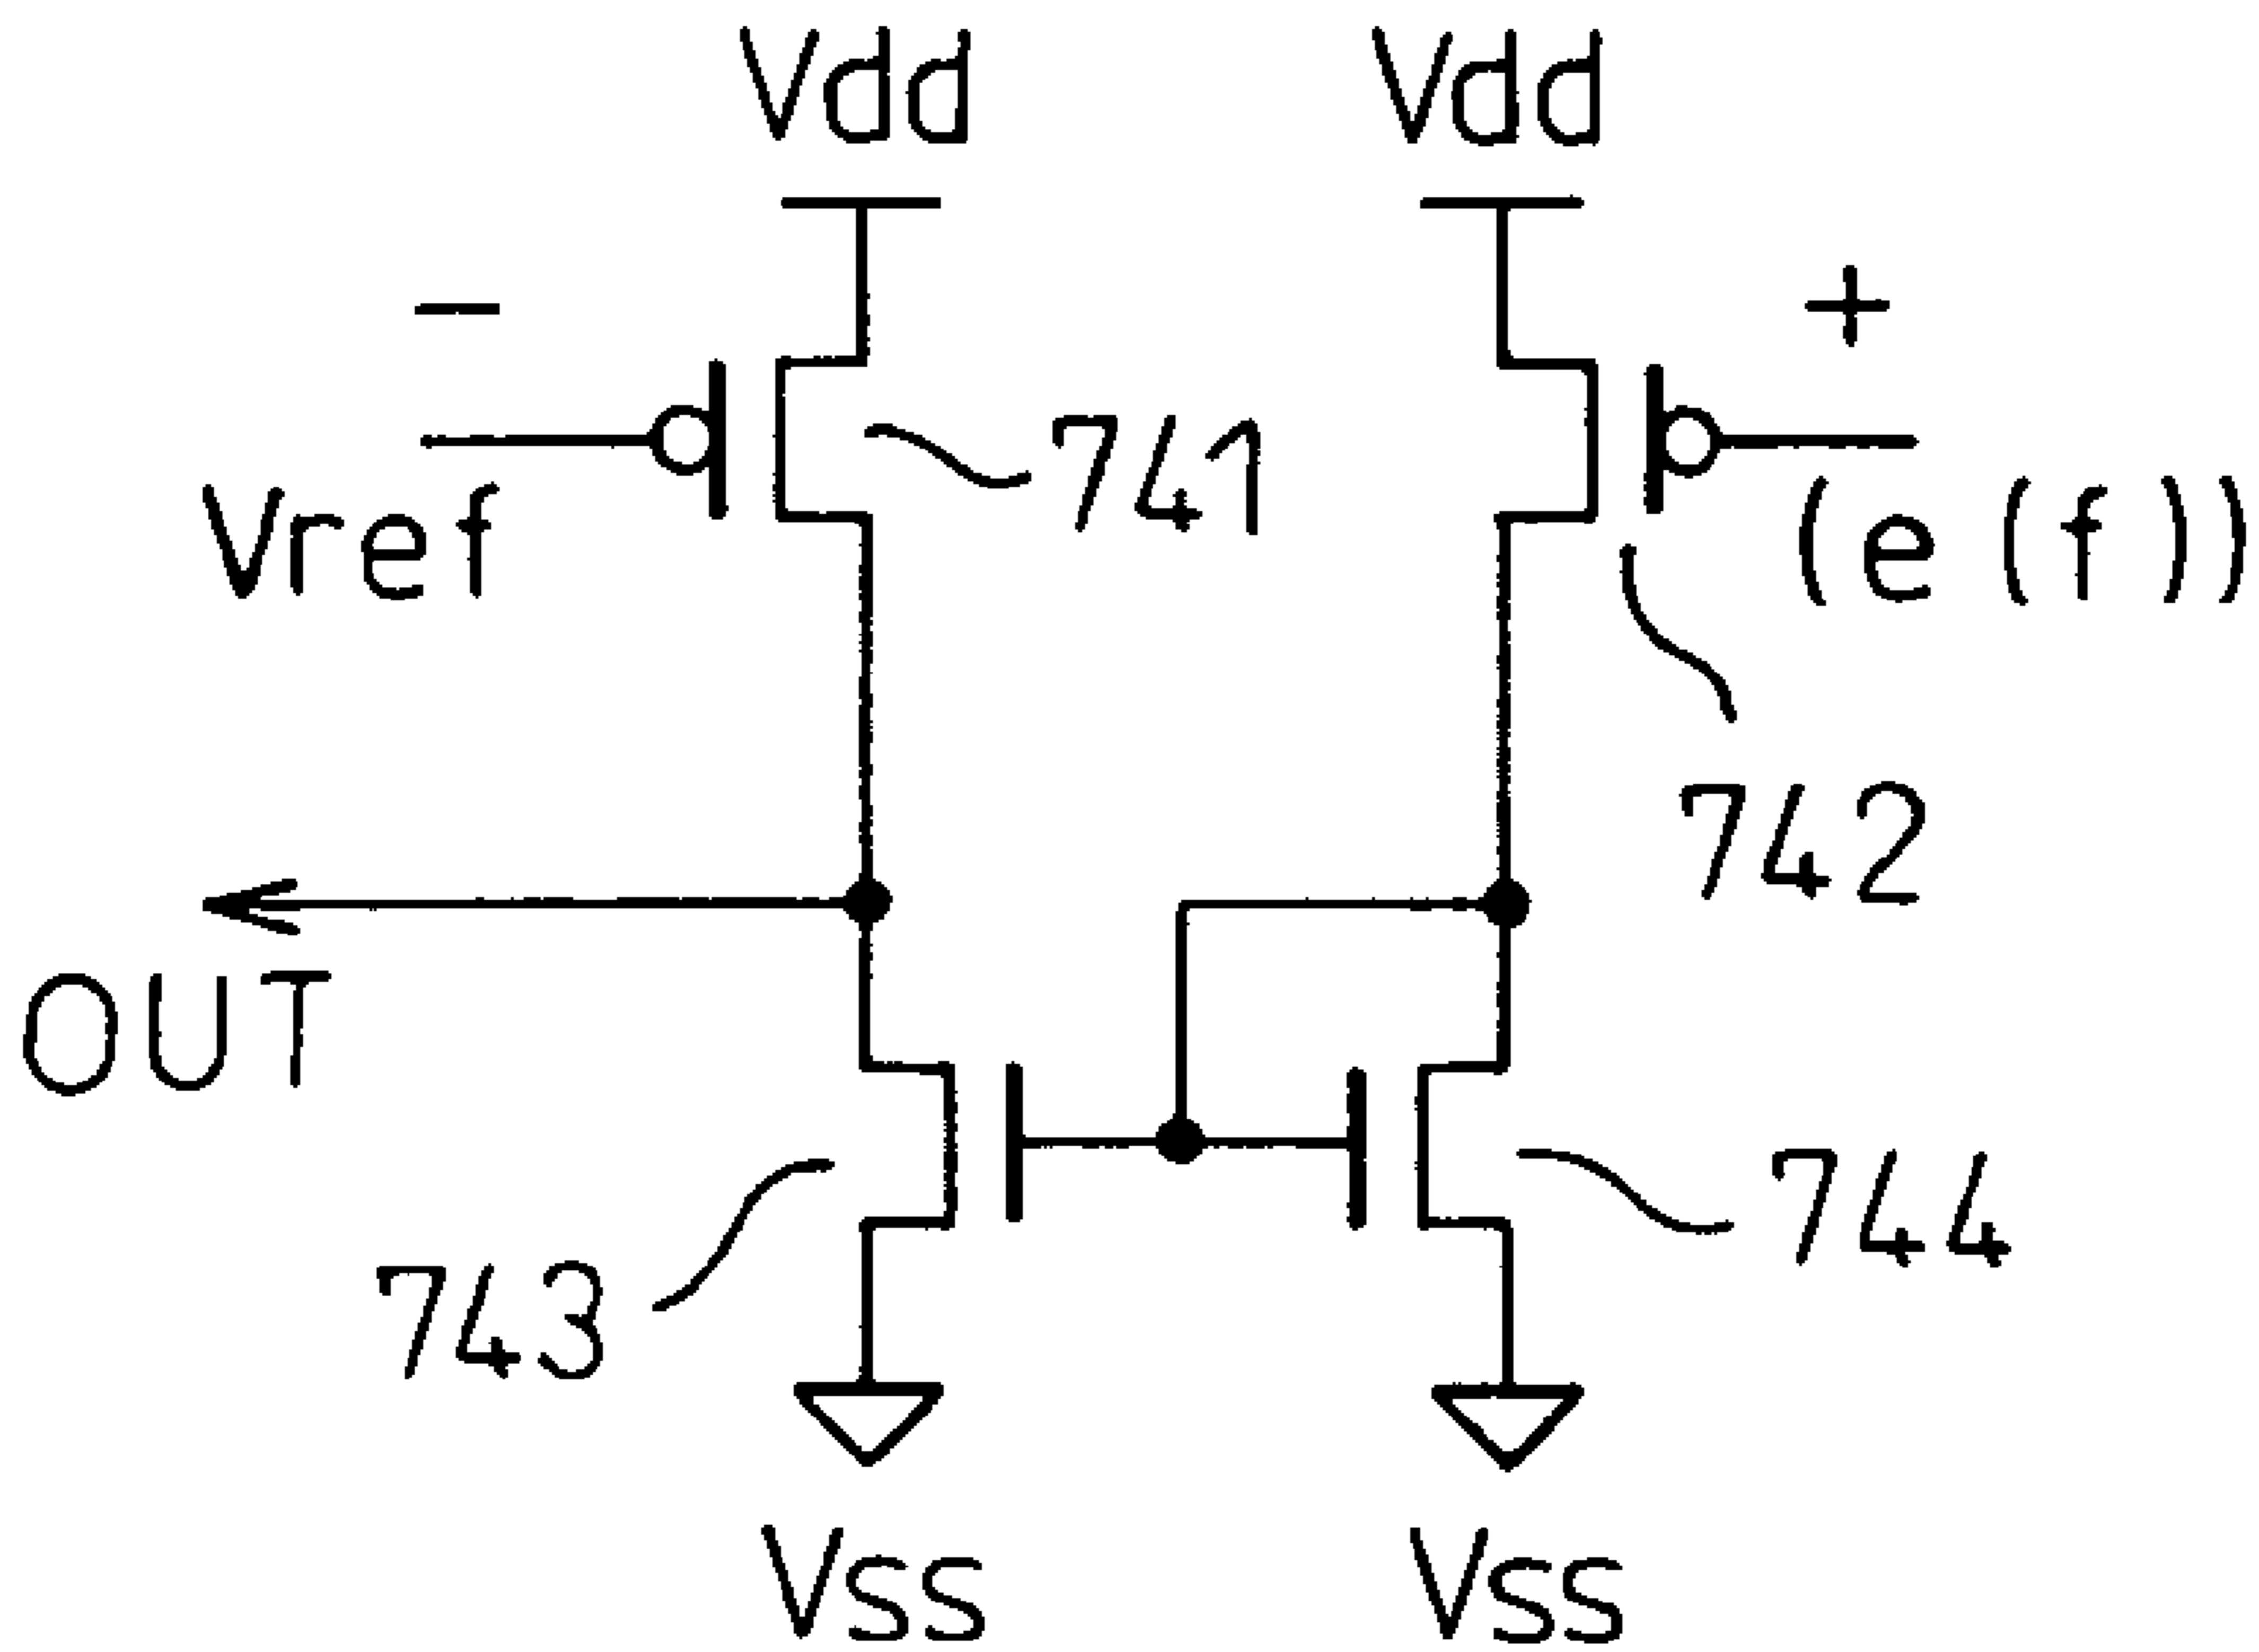 Vdd Vdd
− +
741
Vref (e(f))
742
OUT
744
743
Vss Vss